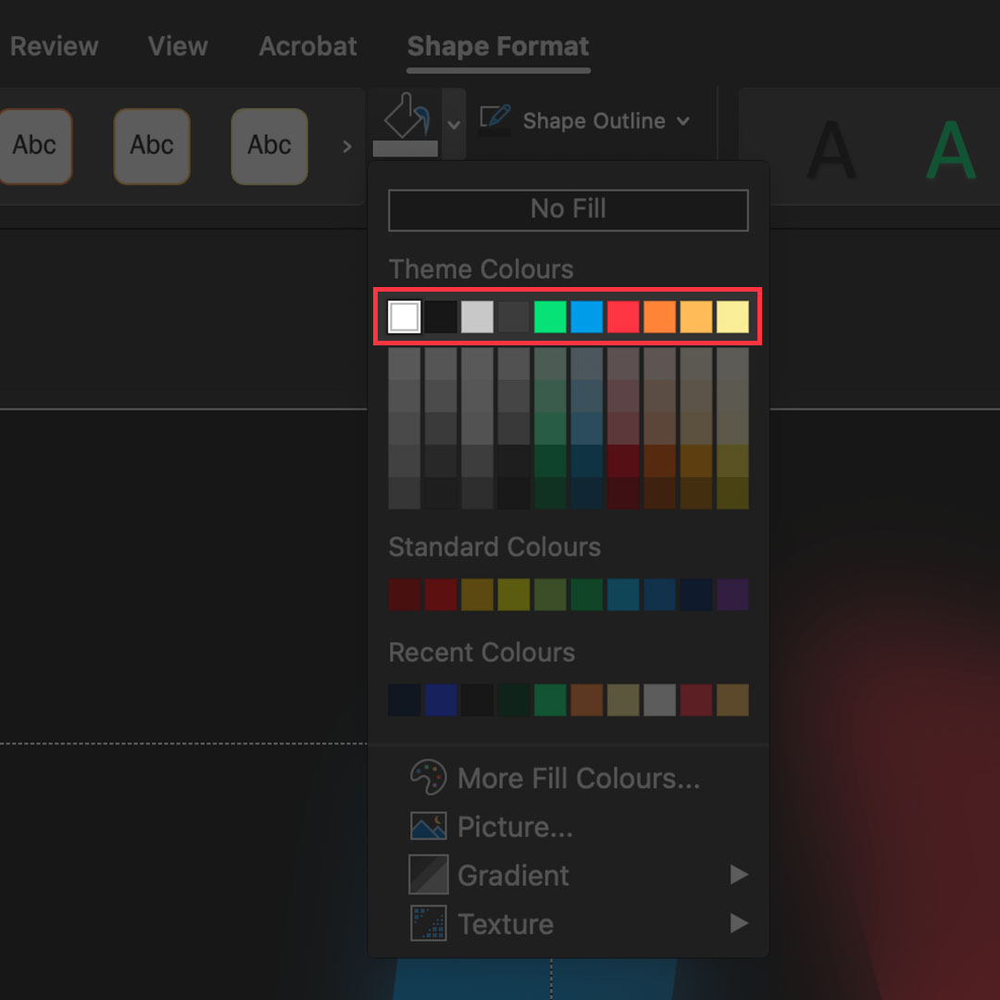 Review View Acrobat Shape Format
Abc Abc Abc Shape Outline A A
No Fill
Theme Colours
Standard Colours
Recent Colours
More Fill Colours...
Picture...
Gradient
Texture